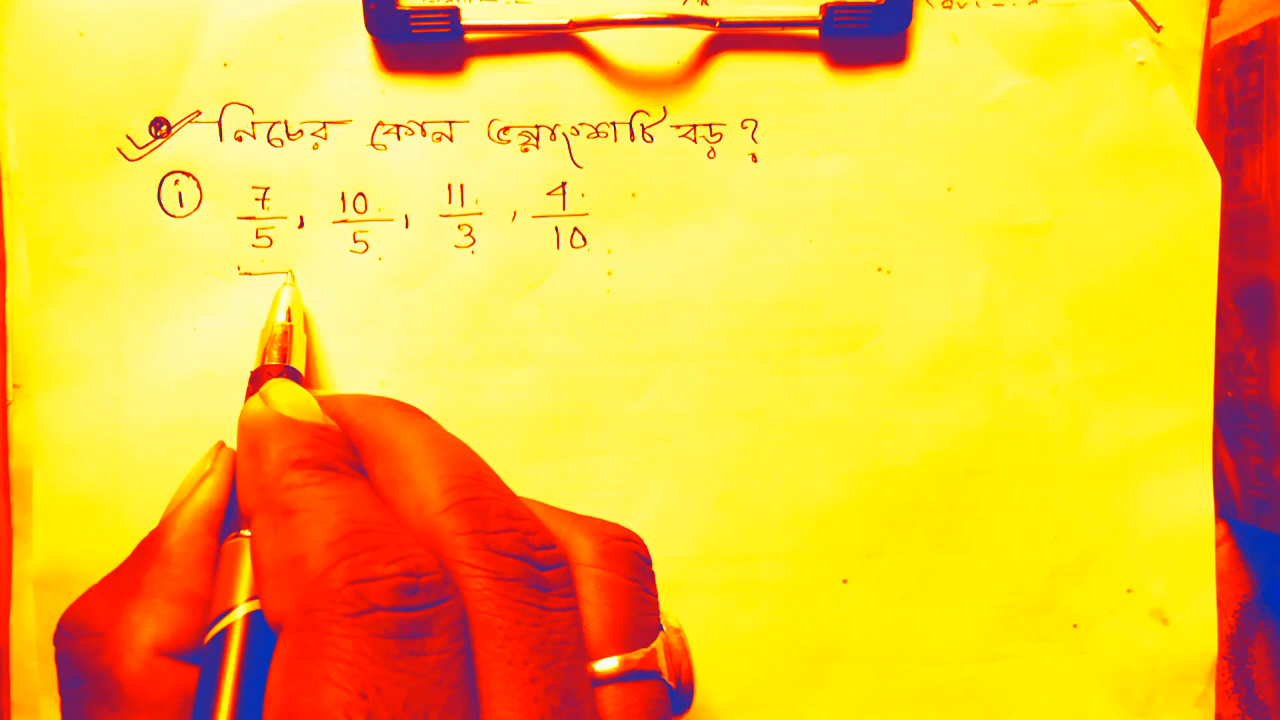 নিচের কোন ভগ্নাংশটি বড় ?
i 7/5 , 10/5 , 11/3 , 4/10